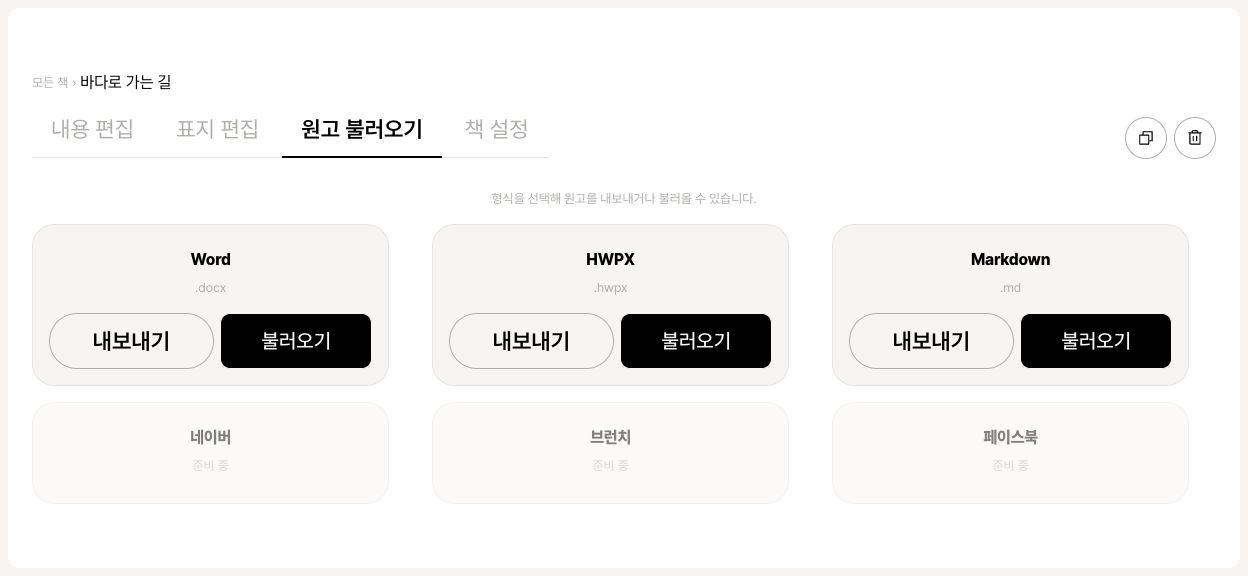 모든 책 › 바다로 가는 길
내용 편집 표지 편집 원고 불러오기 책 설정
형식을 선택해 원고를 내보내거나 불러올 수 있습니다.
Word
.docx
내보내기 불러오기
HWPX
.hwpx
내보내기 불러오기
Markdown
.md
내보내기 불러오기
네이버
준비 중
브런치
준비 중
페이스북
준비 중